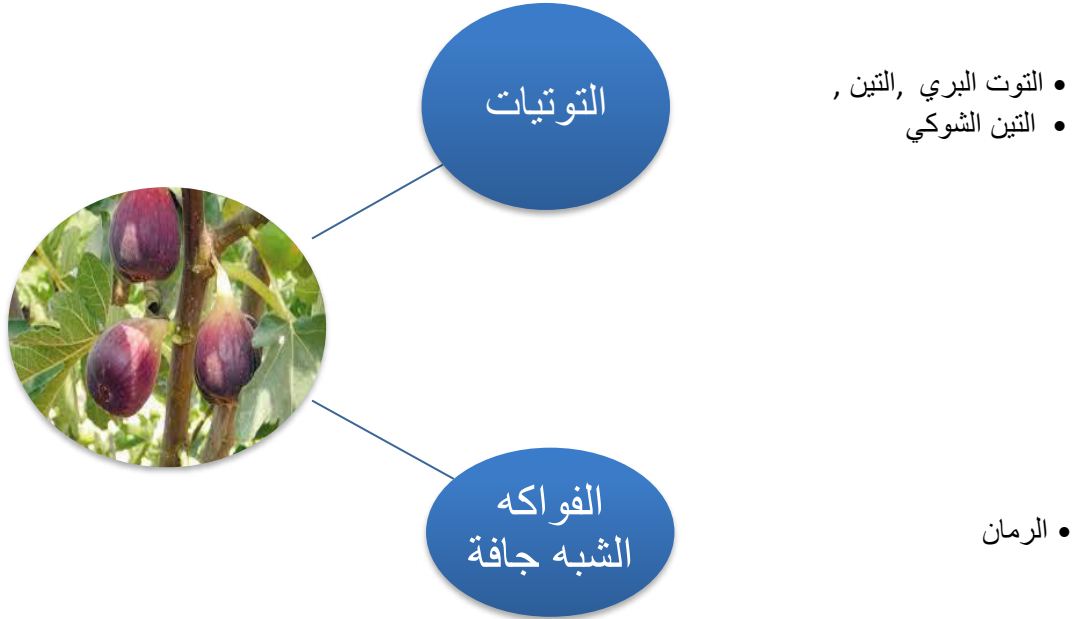 التوتيات
• التوت البري ,التين ,
• التين الشوكي
الفواكه
الشبه جافة
• الرمان